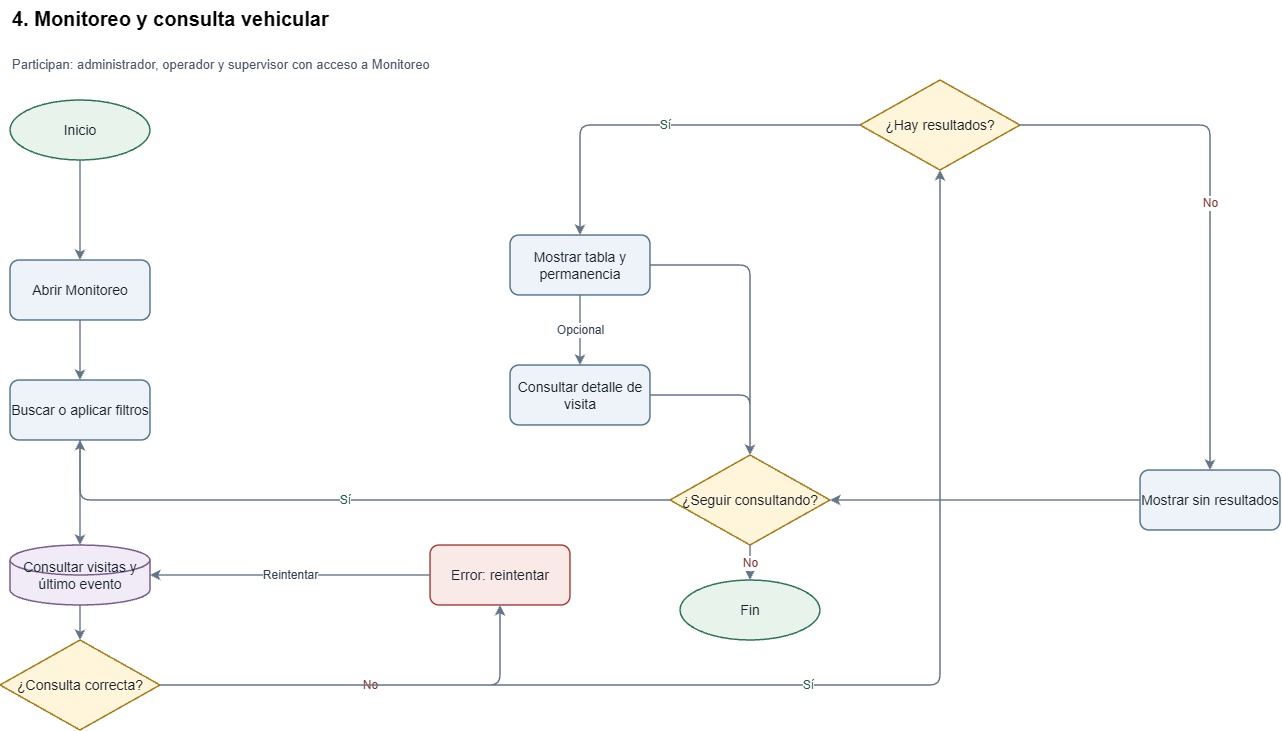 4. Monitoreo y consulta vehicular
Participan: administrador, operador y supervisor con acceso a Monitoreo
Inicio
Abrir Monitoreo
Buscar o aplicar filtros
Consultar visitas y
último evento
¿Consulta correcta?
No
Sí
Error: reintentar
Reintentar
¿Hay resultados?
Sí
No
Mostrar tabla y
permanencia
Opcional
Consultar detalle de
visita
Mostrar sin resultados
¿Seguir consultando?
Sí
No
Fin